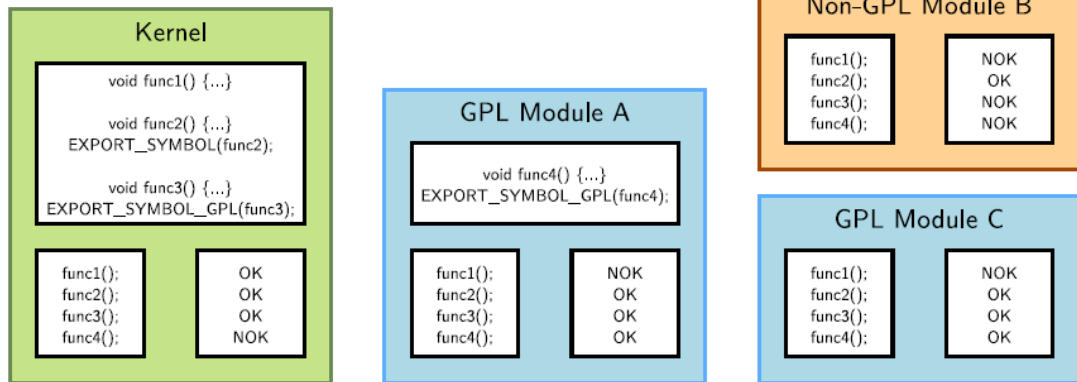 Kernel
void func1() {...}
void func2() {...}
EXPORT_SYMBOL(func2);
void func3() {...}
EXPORT_SYMBOL_GPL(func3);
func1();
func2();
func3();
func4();
OK
OK
OK
NOK
GPL Module A
void func4() {...}
EXPORT_SYMBOL_GPL(func4);
func1();
func2();
func3();
func4();
NOK
OK
OK
OK
Non-GPL Module B
func1();
func2();
func3();
func4();
NOK
OK
NOK
NOK
GPL Module C
func1();
func2();
func3();
func4();
NOK
OK
OK
OK